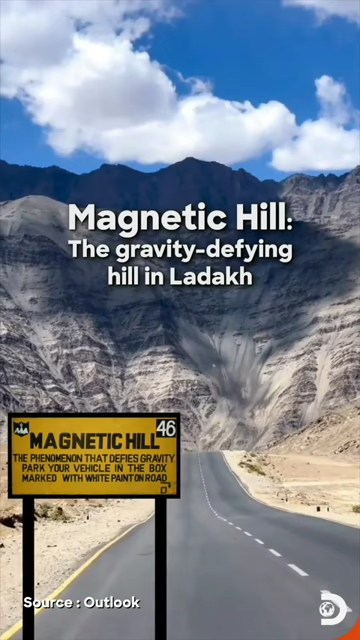 Magnetic Hill:
The gravity-defying
hill in Ladakh
46
MAGNETIC HILL
THE PHENOMENON THAT DEFIES GRAVITY
PARK YOUR VEHICLE IN THE BOX
MARKED WITH WHITE PAINT ON ROAD
Source : Outlook
D